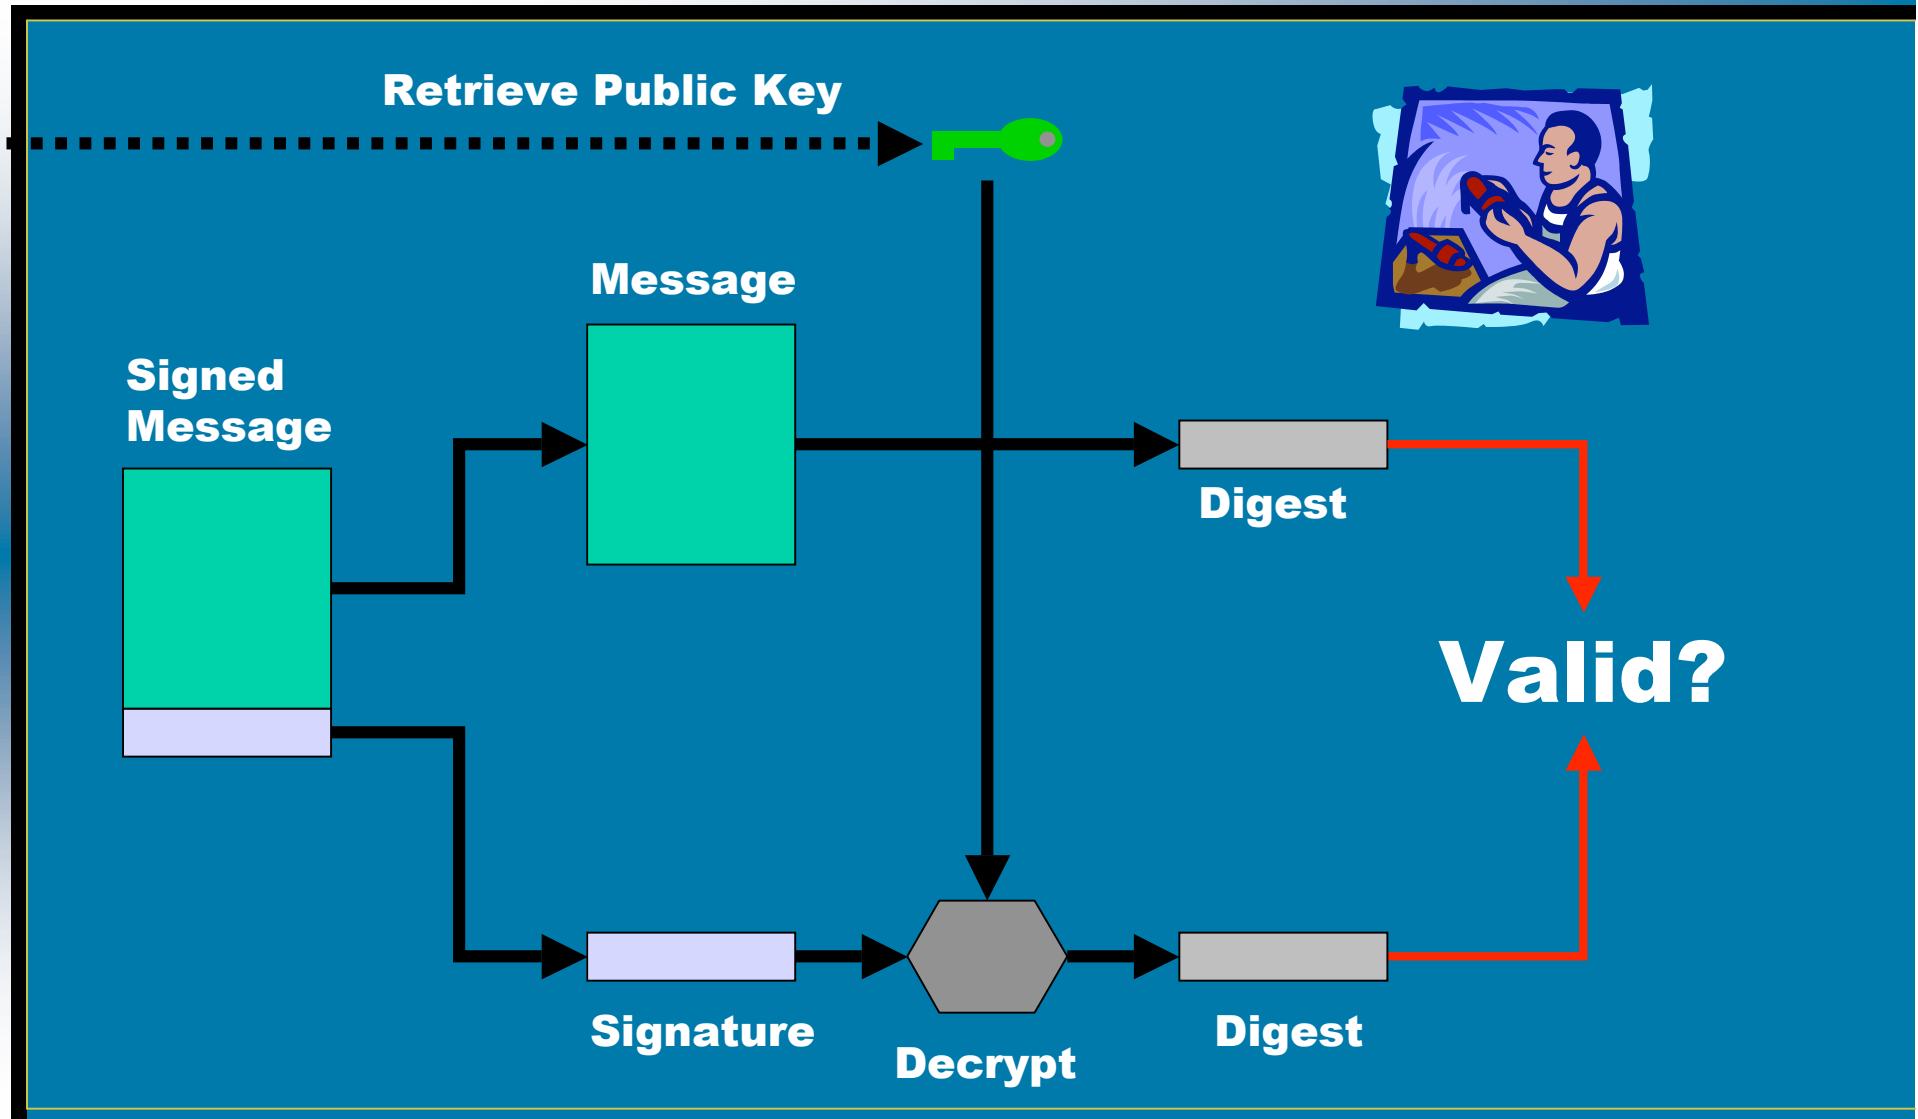 Retrieve Public Key
Message
Signed
Message
Digest
Valid?
Signature
Decrypt
Digest